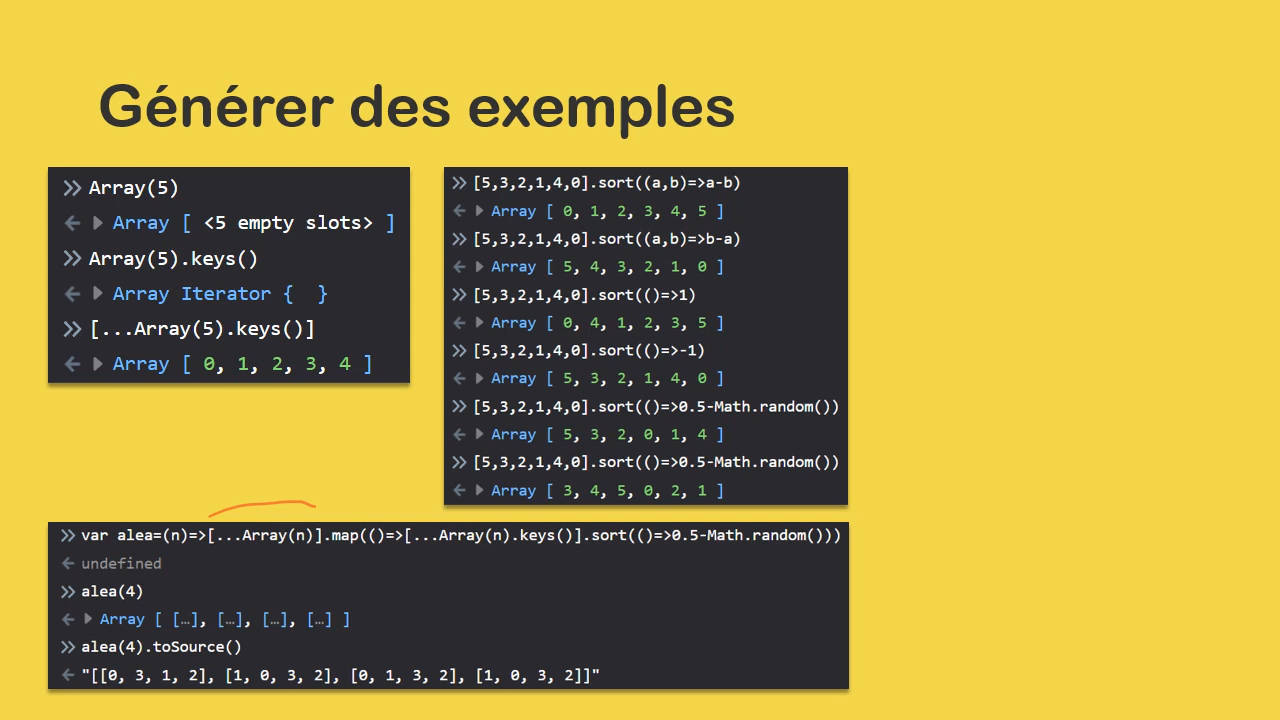 Générer des exemples
Array(5)
Array [ <5 empty slots> ]
Array(5).keys()
Array Iterator {  }
[...Array(5).keys()]
Array [ 0, 1, 2, 3, 4 ]
[5,3,2,1,4,0].sort((a,b)=>a-b)
Array [ 0, 1, 2, 3, 4, 5 ]
[5,3,2,1,4,0].sort((a,b)=>b-a)
Array [ 5, 4, 3, 2, 1, 0 ]
[5,3,2,1,4,0].sort(()=>1)
Array [ 0, 4, 1, 2, 3, 5 ]
[5,3,2,1,4,0].sort(()=>-1)
Array [ 5, 3, 2, 1, 4, 0 ]
[5,3,2,1,4,0].sort(()=>0.5-Math.random())
Array [ 5, 3, 2, 0, 1, 4 ]
[5,3,2,1,4,0].sort(()=>0.5-Math.random())
Array [ 3, 4, 5, 0, 2, 1 ]
var alea=(n)=>[...Array(n)].map(()=>[...Array(n).keys()].sort(()=>0.5-Math.random()))
undefined
alea(4)
Array [ […], […], […], […] ]
alea(4).toSource()
"[[0, 3, 1, 2], [1, 0, 3, 2], [0, 1, 3, 2], [1, 0, 3, 2]]"